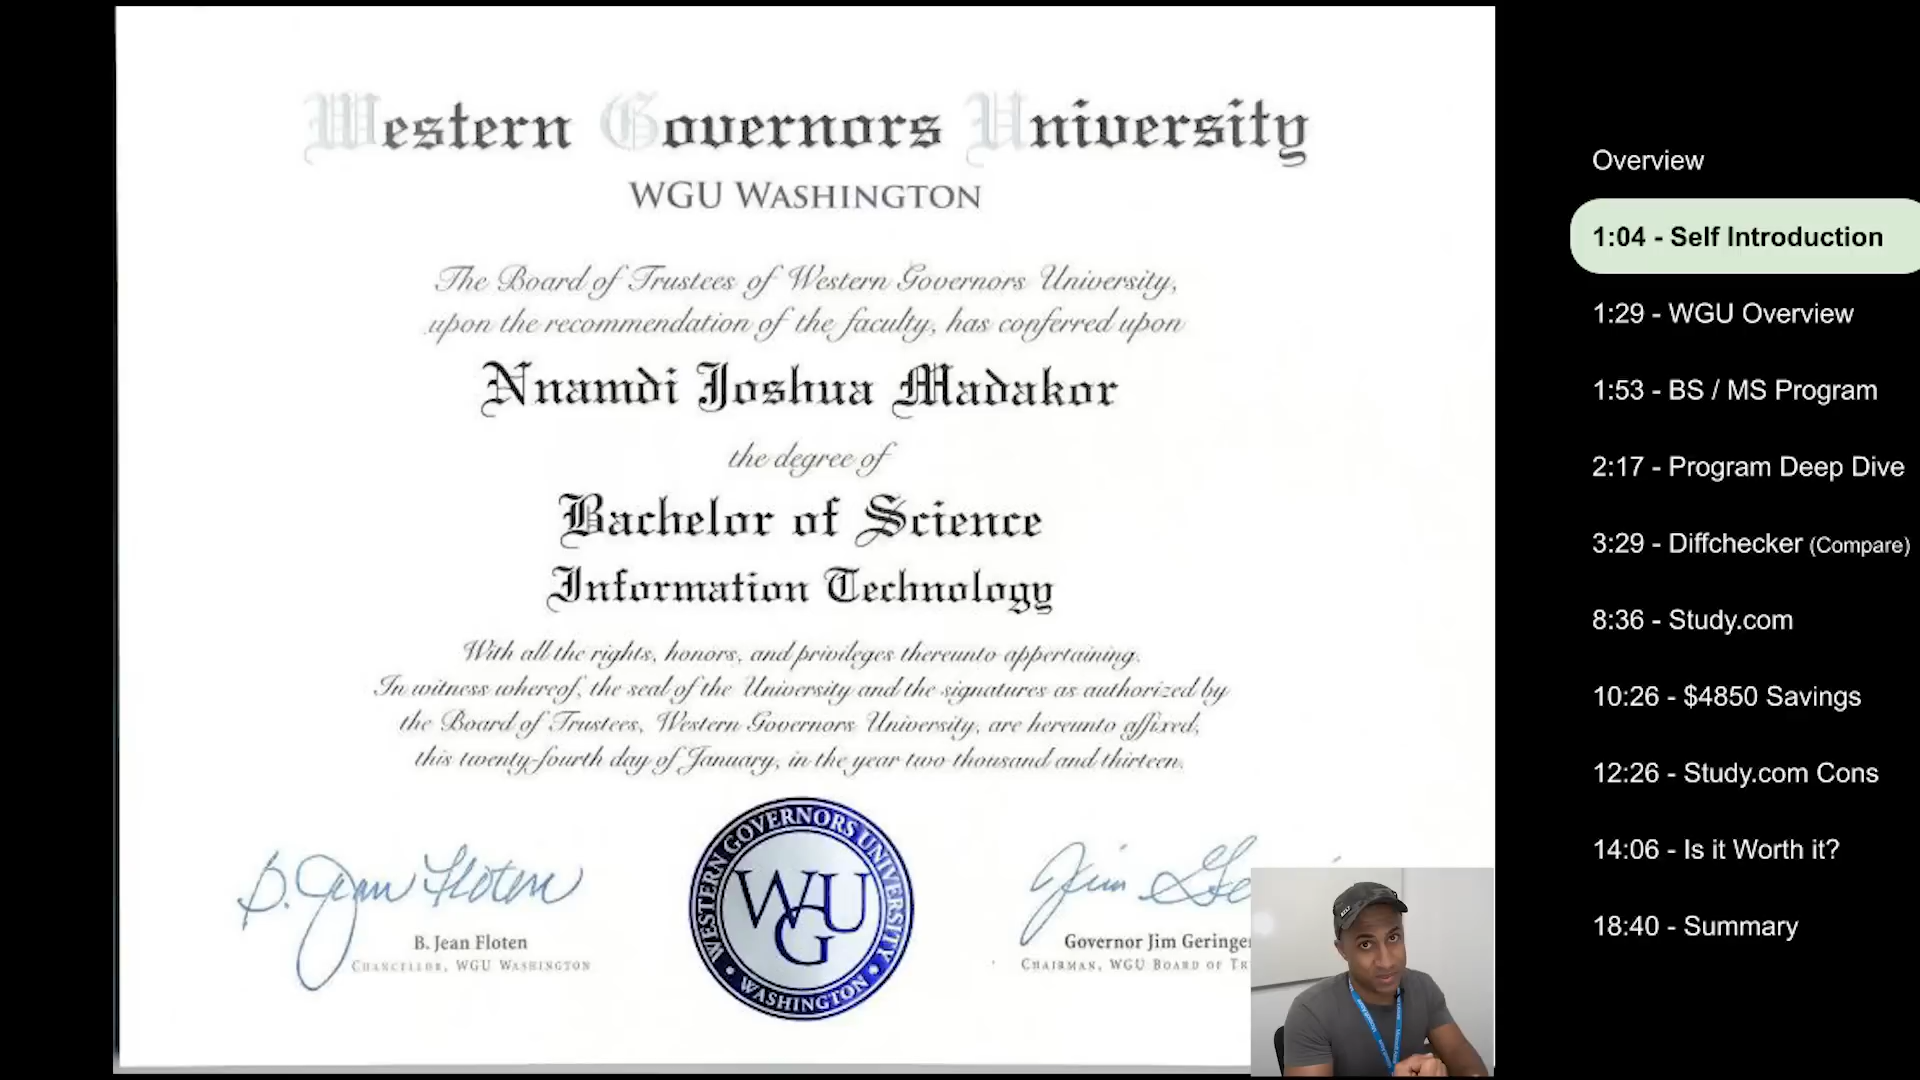 Western Governors University
WGU WASHINGTON
The Board of Trustees of Western Governors University,
upon the recommendation of the faculty, has conferred upon
Nnamdi Joshua Madakor
the degree of
Bachelor of Science
Information Technology
With all the rights, honors, and privileges thereunto appertaining.
In witness whereof, the seal of the University and the signatures as authorized by
the Board of Trustees, Western Governors University, are hereunto affixed,
this twenty-fourth day of January, in the year two thousand and thirteen.
B. Jean Floten
B. Jean Floten
CHANCELLOR, WGU WASHINGTON
WESTERN GOVERNORS UNIVERSITY
WGU
WASHINGTON
Jim Ge
Governor Jim Geringe
CHAIRMAN, WGU BOARD OF TR
Overview
1:04 - Self Introduction
1:29 - WGU Overview
1:53 - BS / MS Program
2:17 - Program Deep Dive
3:29 - Diffchecker (Compare)
8:36 - Study.com
10:26 - $4850 Savings
12:26 - Study.com Cons
14:06 - Is it Worth it?
18:40 - Summary